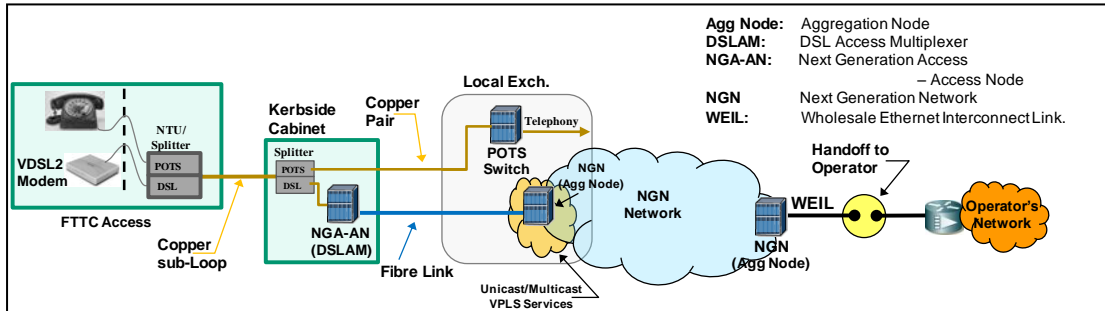 Agg Node: Aggregation Node
DSLAM: DSL Access Multiplexer
NGA-AN: Next Generation Access
– Access Node
NGN Next Generation Network
WEIL: Wholesale Ethernet Interconnect Link.
Local Exch.
Copper
Pair
Kerbside
Cabinet
NTU/
Splitter
POTS
DSL
VDSL2
Modem
FTTC Access
Copper
sub-Loop
Splitter
POTS
DSL
NGA-AN
(DSLAM)
Fibre Link
Telephony
POTS
Switch
NGN
(Agg Node)
Unicast/Multicast
VPLS Services
NGN
Network
NGN
(Agg Node)
WEIL
Handoff to
Operator
Operator's
Network